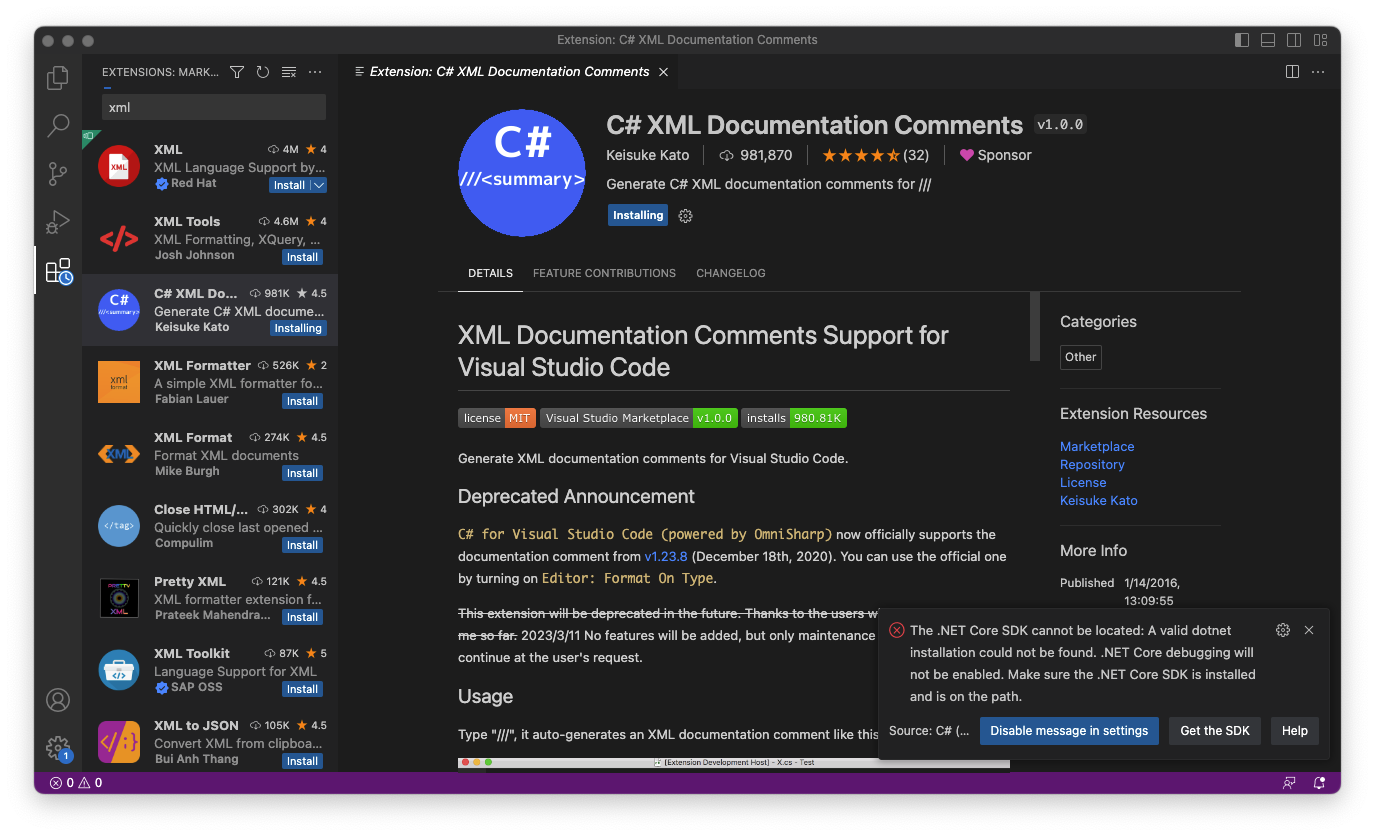 Extension: C# XML Documentation Comments
EXTENSIONS: MARK...
xml
XML 4M 4
XML Language Support by...
Red Hat Install
XML Tools 4.6M 4
XML Formatting, XQuery, ...
Josh Johnson Install
C#
///<summary>
C# XML Do... 981K 4.5
Generate C# XML docume...
Keisuke Kato Installing
xml
format
XML Formatter 526K 2
A simple XML formatter fo...
Fabian Lauer Install
XML
XML Format 274K 4.5
Format XML documents
Mike Burgh Install
</tag>
Close HTML/... 302K 4
Quickly close last opened ...
Compulim Install
PRETTY
XML
Pretty XML 121K 4.5
XML formatter extension f...
Prateek Mahendra... Install
XML Toolkit 87K 5
Language Support for XML
SAP OSS Install
XML to JSON 105K 4.5
Convert XML from clipboa...
Bui Anh Thang Install
Extension: C# XML Documentation Comments
C#
///<summary>
C# XML Documentation Comments v1.0.0
Keisuke Kato 981,870 (32) Sponsor
Generate C# XML documentation comments for ///
Installing
DETAILS FEATURE CONTRIBUTIONS CHANGELOG
XML Documentation Comments Support for
Visual Studio Code
license MIT Visual Studio Marketplace v1.0.0 installs 980.81K
Generate XML documentation comments for Visual Studio Code.
Deprecated Announcement
C# for Visual Studio Code (powered by OmniSharp) now officially supports the
documentation comment from v1.23.8 (December 18th, 2020). You can use the official one
by turning on Editor: Format On Type.
This extension will be deprecated in the future. Thanks to the users
me so far. 2023/3/11 No features will be added, but only maintenance
continue at the user's request.
Usage
Type "///", it auto-generates an XML documentation comment like this
[Extension Development Host] - X.cs - Test
Categories
Other
Extension Resources
Marketplace
Repository
License
Keisuke Kato
More Info
Published 1/14/2016,
13:09:55
The .NET Core SDK cannot be located: A valid dotnet
installation could not be found. .NET Core debugging will
not be enabled. Make sure the .NET Core SDK is installed
and is on the path.
Source: C# (... Disable message in settings Get the SDK Help
1
0 0